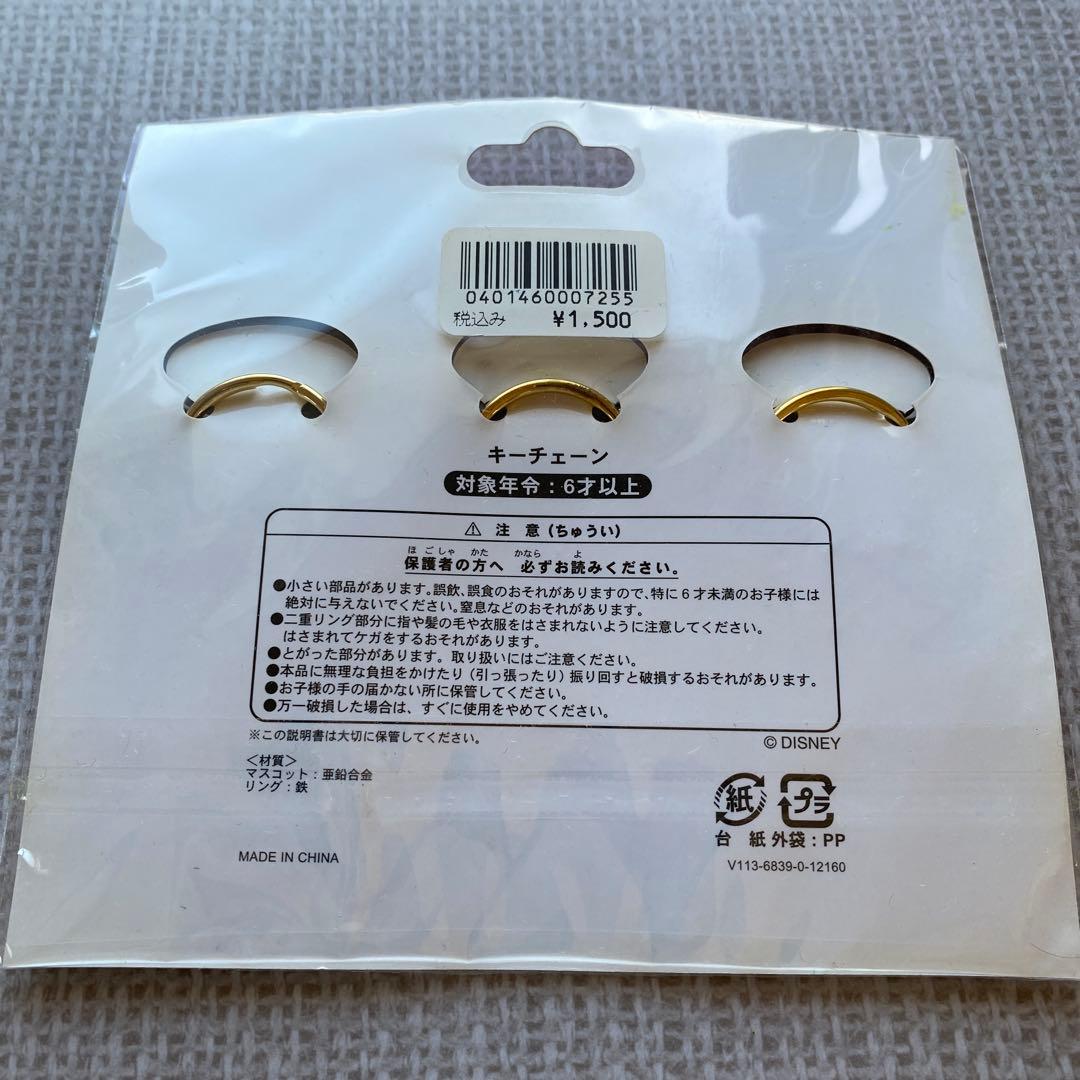 0401460007255
税込み ¥1,500
キーチェーン
対象年令：6才以上
⚠ 注 意（ちゅうい）
ほごしゃ かた かなら よ
保護者の方へ 必ずお読みください。
●小さい部品があります。誤飲、誤食のおそれがありますので、特に６才未満のお子様には
絶対に与えないでください。窒息などのおそれがあります。
●二重リング部分に指や髪の毛や衣服をはさまれないように注意してください。
はさまれてケガをするおそれがあります。
●とがった部分があります。取り扱いにはご注意ください。
●本品に無理な負担をかけたり（引っ張ったり）振り回すと破損するおそれがあります。
●お子様の手の届かない所に保管してください。
●万一破損した場合は、すぐに使用をやめてください。
※この説明書は大切に保管してください。
© DISNEY
＜材質＞
マスコット：亜鉛合金
リング：鉄
紙 プラ
台 紙 外袋：PP
MADE IN CHINA
V113-6839-0-12160